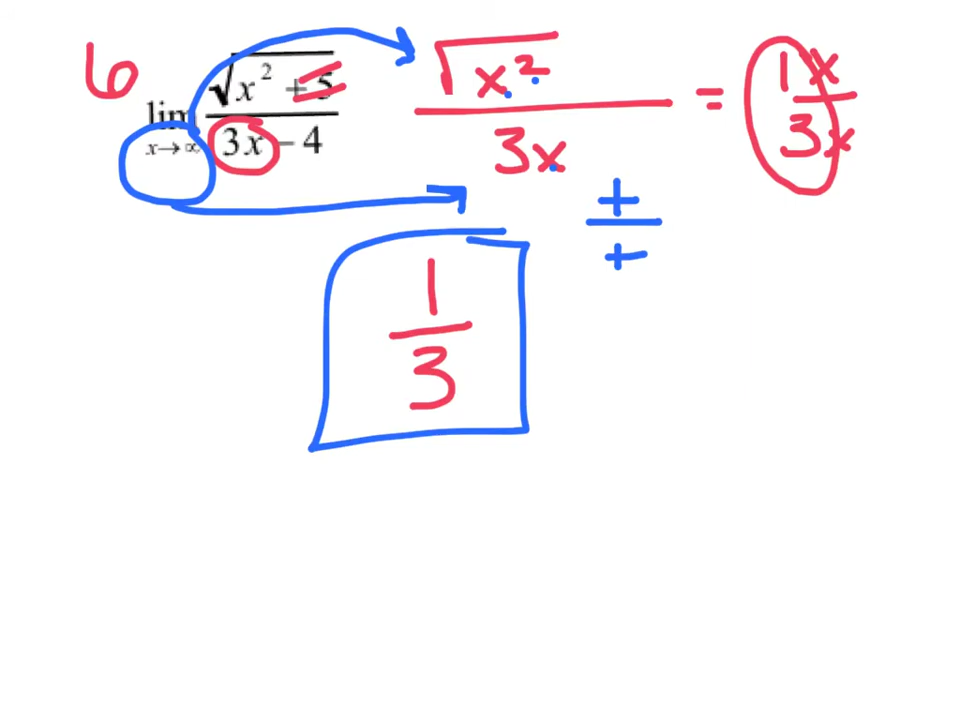 6 lim x→∞ √(x² + 5) / (3x − 4) √(x²) / 3x = 1x / 3x
+ / +
1 / 3